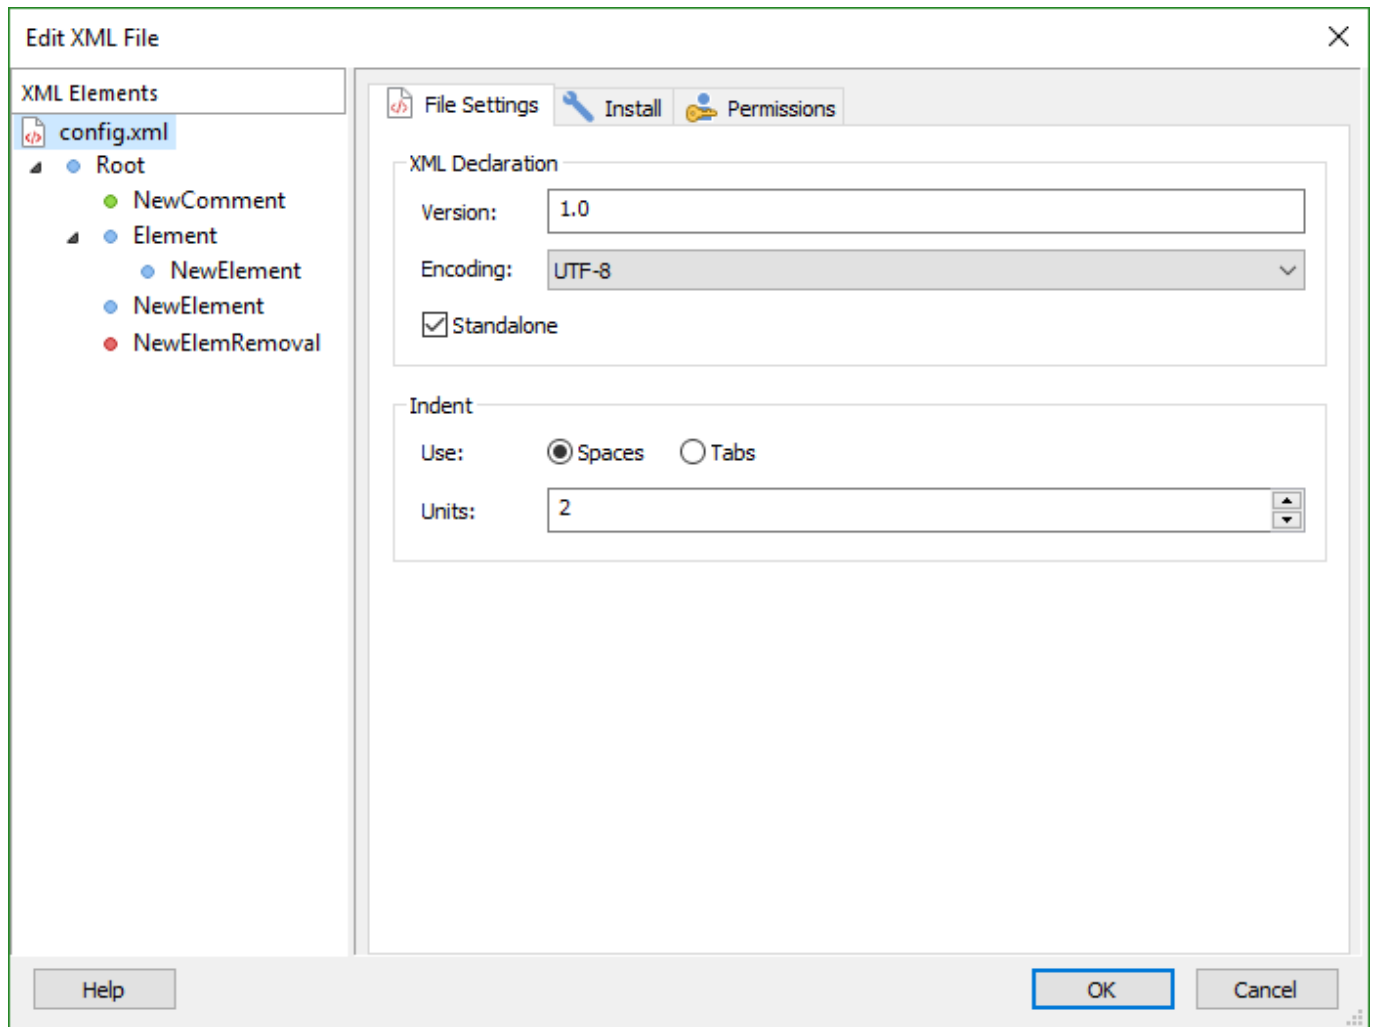 Edit XML File
XML Elements
config.xml
Root
NewComment
Element
NewElement
NewElement
NewElemRemoval
File Settings
Install
Permissions
XML Declaration
Version: 1.0
Encoding: UTF-8
Standalone
Indent
Use: Spaces Tabs
Units: 2
Help
OK
Cancel